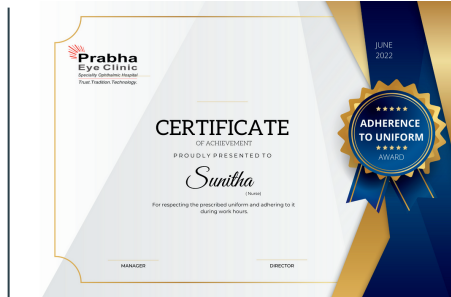 Prabha
Eye Clinic
Speciality Ophthalmic Hospital
Trust. Tradition. Technology.
JUNE
2022
★★★★★
ADHERENCE
TO UNIFORM
★★★★★
AWARD
CERTIFICATE
OF ACHIEVEMENT
PROUDLY PRESENTED TO
Sunitha
(Nurse)
For respecting the prescribed uniform and adhering to it
during work hours.
MANAGER
DIRECTOR